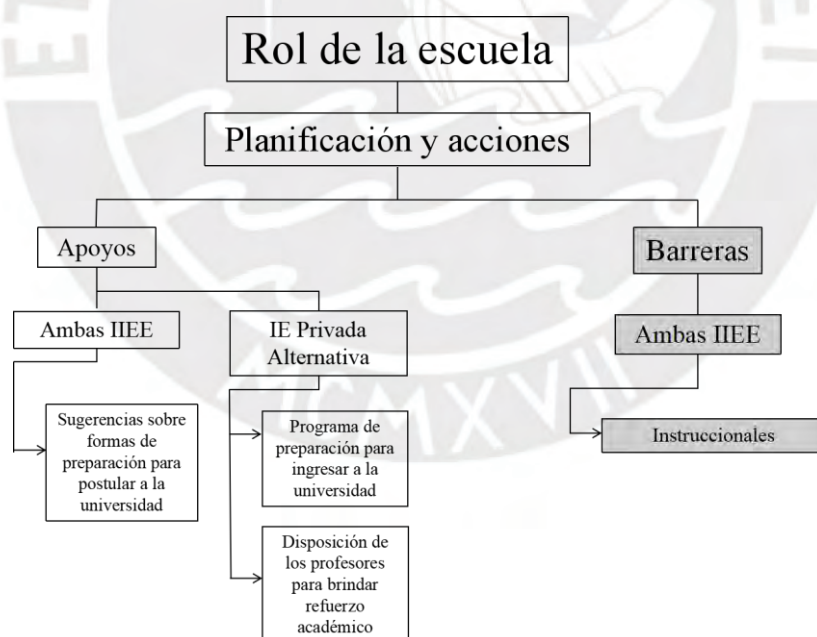 Rol de la escuela
Planificación y acciones
Apoyos
Barreras
Ambas IIEE
IE Privada
Alternativa
Ambas IIEE
Sugerencias sobre
formas de
preparación para
postular a la
universidad
Programa de
preparación para
ingresar a la
universidad
Instruccionales
Disposición de
los profesores
para brindar
refuerzo
académico
MCMXVII